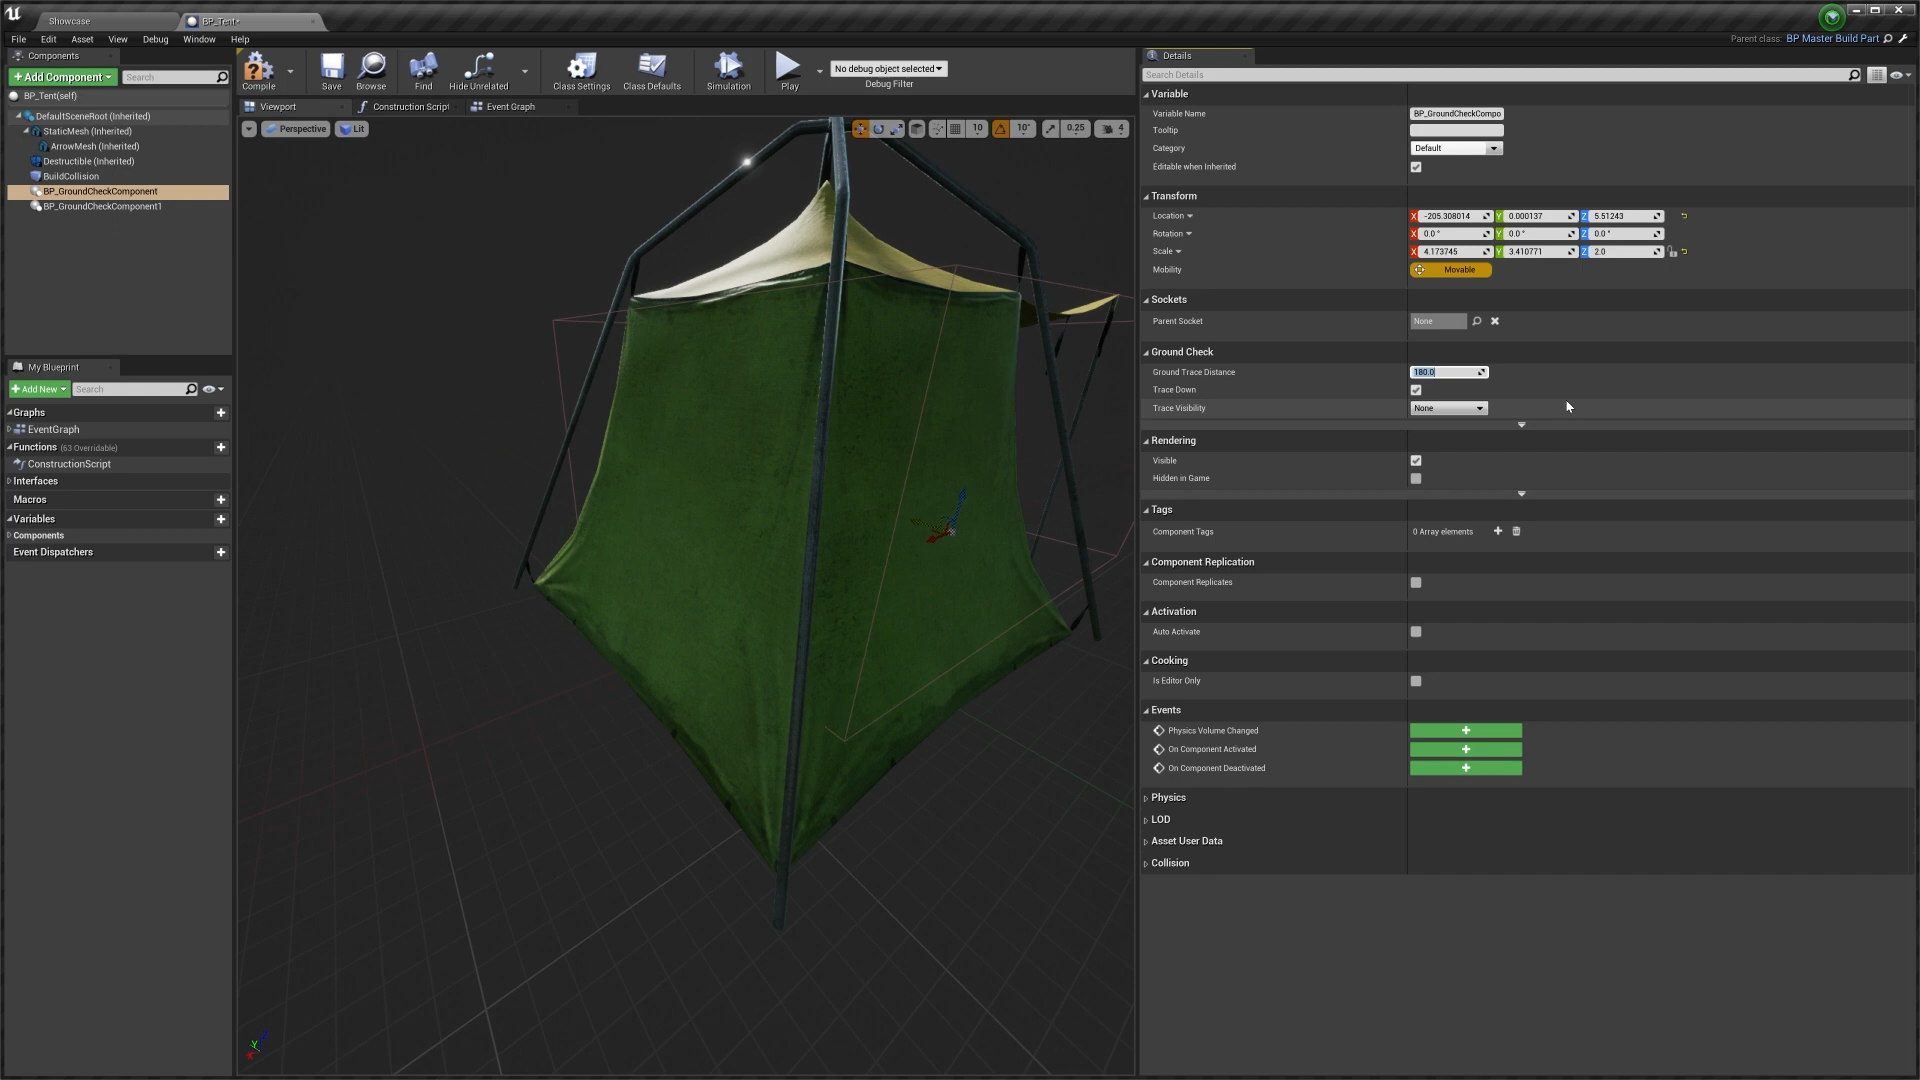 Showcase
BP_Tent*
File Edit Asset View Debug Window Help
Parent class: BP Master Build Part
Components
+ Add Component
Search
BP_Tent(self)
DefaultSceneRoot (Inherited)
StaticMesh (Inherited)
ArrowMesh (Inherited)
Destructible (Inherited)
BuildCollision
BP_GroundCheckComponent
BP_GroundCheckComponent1
My Blueprint
+ Add New
Search
Graphs
EventGraph
Functions (63 Overridable)
ConstructionScript
Interfaces
Macros
Variables
Components
Event Dispatchers
Compile Save Browse Find Hide Unrelated Class Settings Class Defaults Simulation Play
No debug object selected
Debug Filter
Viewport
Construction Script
Event Graph
Perspective
Lit
10 10° 0.25 4
Details
Search Details
Variable
Variable Name BP_GroundCheckCompo
Tooltip
Category Default
Editable when Inherited
Transform
Location X -205.308014 Y 0.000137 Z 5.51243
Rotation X 0.0 ° Y 0.0 ° Z 0.0 °
Scale X 4.173745 Y 3.410771 Z 2.0
Mobility Movable
Sockets
Parent Socket None
Ground Check
Ground Trace Distance 180.0
Trace Down
Trace Visibility None
Rendering
Visible
Hidden in Game
Tags
Component Tags 0 Array elements
Component Replication
Component Replicates
Activation
Auto Activate
Cooking
Is Editor Only
Events
Physics Volume Changed
On Component Activated
On Component Deactivated
Physics
LOD
Asset User Data
Collision